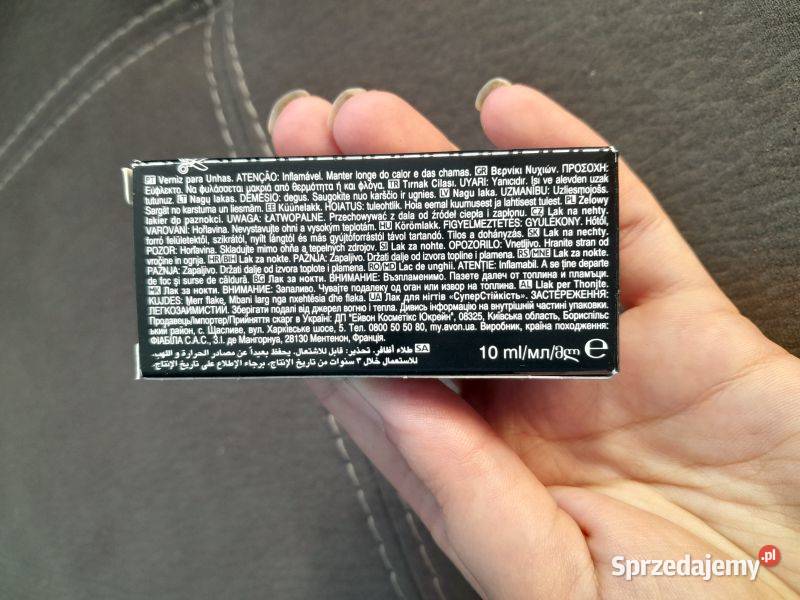 PT Verniz para Unhas. ATENÇÃO: Inflamável. Manter longe do calor e das chamas. GR Βερνίκι Νυχιών. ΠΡΟΣΟΧΗ:
Εύφλεκτο. Να φυλάσσεται μακριά από θερμότητα ή και φλόγα. TR Tırnak Cilası. UYARI: Yanıcıdır. Isı ve alevden uzak
tutunuz. LT Nagų lakas. DĖMESIO: degus. Saugokite nuo karščio ir ugnies. LV Nagu laka. UZMANĪBU: Uzliesmojošs.
Sargāt no karstuma un liesmām. EE Küünelakk. HOIATUS: tuleohtlik. Hoia eemal kuumusest ja lahtisest tulest. PL Żelowy
lakier do paznokci. UWAGA: ŁATWOPALNE. Przechowywać z dala od źródeł ciepła i zapłonu. CZ Lak na nehty.
VAROVÁNÍ: Hořlavina. Nevystavujte ohni a vysokým teplotám. HU Körömlakk. FIGYELMEZTETÉS: GYÚLÉKONY. Hőtől,
forró felületektől, szikrától, nyílt lángtól és más gyújtóforrástól távol tartandó. Tilos a dohányzás. SK Lak na nechty.
POZOR: Horľavina. Skladujte mimo ohňa a tepelných zdrojov. SI Lak za nohte. OPOZORILO: Vnetljivo. Hranite stran od
vročine in ognja. HR/BIH Lak za nokte. PAŽNJA: Zapaljivo. Držati dalje od izvora topline i plamena. RS/MNE Lak za nokte.
PAŽNJA: Zapaljivo. Držati dalje od izvora toplote i plamena. RO/MD Lac de unghii. ATENȚIE: Inflamabil. A se ține departe
de foc și surse de căldură. BG Лак за нокти. ВНИМАНИЕ: Възпламенимо. Пазете далеч от топлина и пламъци.
MK Лак за нокти. ВНИМАНИЕ: Запаливо. Чувајте подалеку од оган или извор на топлина. AL Llak për Thonjte.
KUJDES: Merr flakë, Mbani larg nga nxehtësia dhe flaka. UA Лак для нігтів «СуперСтійкість». ЗАСТЕРЕЖЕННЯ:
ЛЕГКОЗАЙМИСТИЙ. Зберігати подалі від джерел вогню і тепла. Дивись інформацію на внутрішній частині упаковки.
Продавець/Імпортер/Прийняття скарг в Україні: ДП "Ейвон Косметікс Юкрейн", 08325, Київська область, Бориспіль-
ський район, с. Щасливе, вул. Харківське шосе, 5. Тел. 0800 50 50 80, my.avon.ua. Виробник, країна походження:
ФІАБІЛА С.А.С., З.І. де Мангорнуа, 28130 Ментенон, Франція.
SA طلاء أظافر. تحذير: قابل للاشتعال. يحفظ بعيداً عن مصادر الحرارة و اللهب.
للاستعمال خلال ٣ سنوات من تاريخ الإنتاج. برجاء الإطلاع على تاريخ الإنتاج.
10 ml/мл/მლ ℮
Sprzedajemy.pl